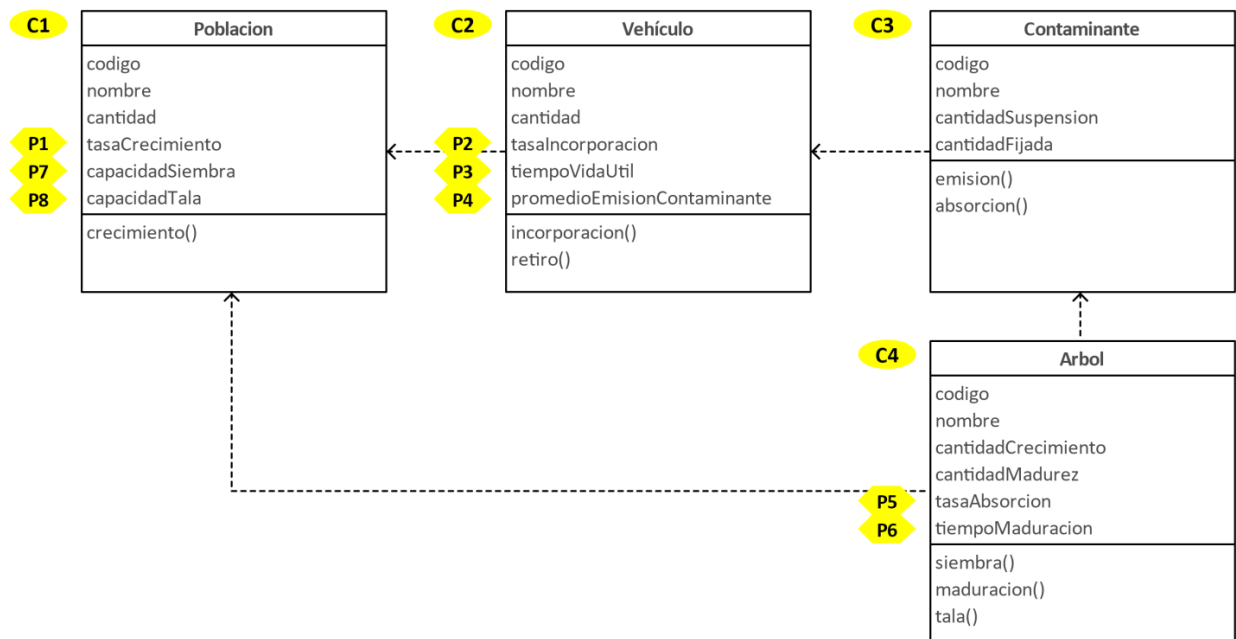 C1
Poblacion
codigo
nombre
cantidad
P1
tasaCrecimiento
P7
capacidadSiembra
P8
capacidadTala
crecimiento()
C2
Vehículo
codigo
nombre
cantidad
P2
tasaIncorporacion
P3
tiempoVidaUtil
P4
promedioEmisionContaminante
incorporacion()
retiro()
C3
Contaminante
codigo
nombre
cantidadSuspension
cantidadFijada
emision()
absorcion()
C4
Arbol
codigo
nombre
cantidadCrecimiento
cantidadMadurez
P5
tasaAbsorcion
P6
tiempoMaduracion
siembra()
maduracion()
tala()